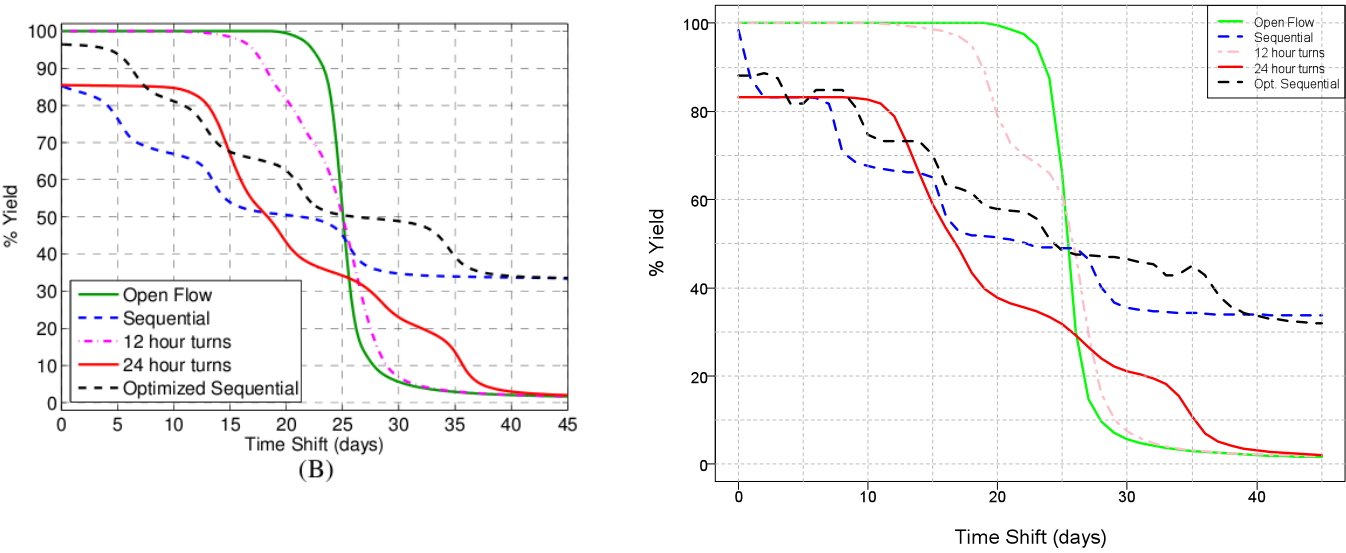 100
90
80
70
60
50
40
30
20
10
0
% Yield
Open Flow
Sequential
12 hour turns
24 hour turns
Optimized Sequential
0 5 10 15 20 25 30 35 40 45
Time Shift (days)
(B)
100
80
60
40
20
0
% Yield
Open Flow
Sequential
12 hour turns
24 hour turns
Opt. Sequential
0 10 20 30 40
Time Shift (days)